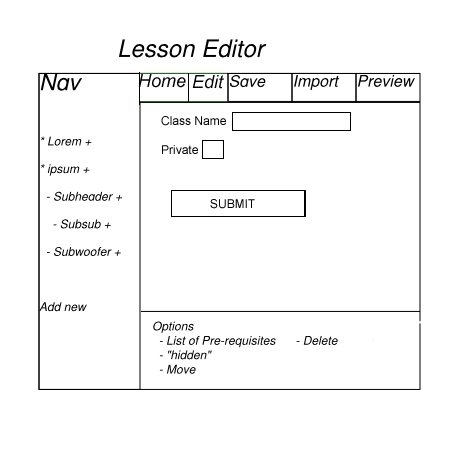 Lesson Editor
Nav
Home Edit Save Import Preview
Class Name
Private
SUBMIT
* Lorem +
* ipsum +
- Subheader +
- Subsub +
- Subwoofer +
Add new
Options
- List of Pre-requisites - Delete
- "hidden"
- Move